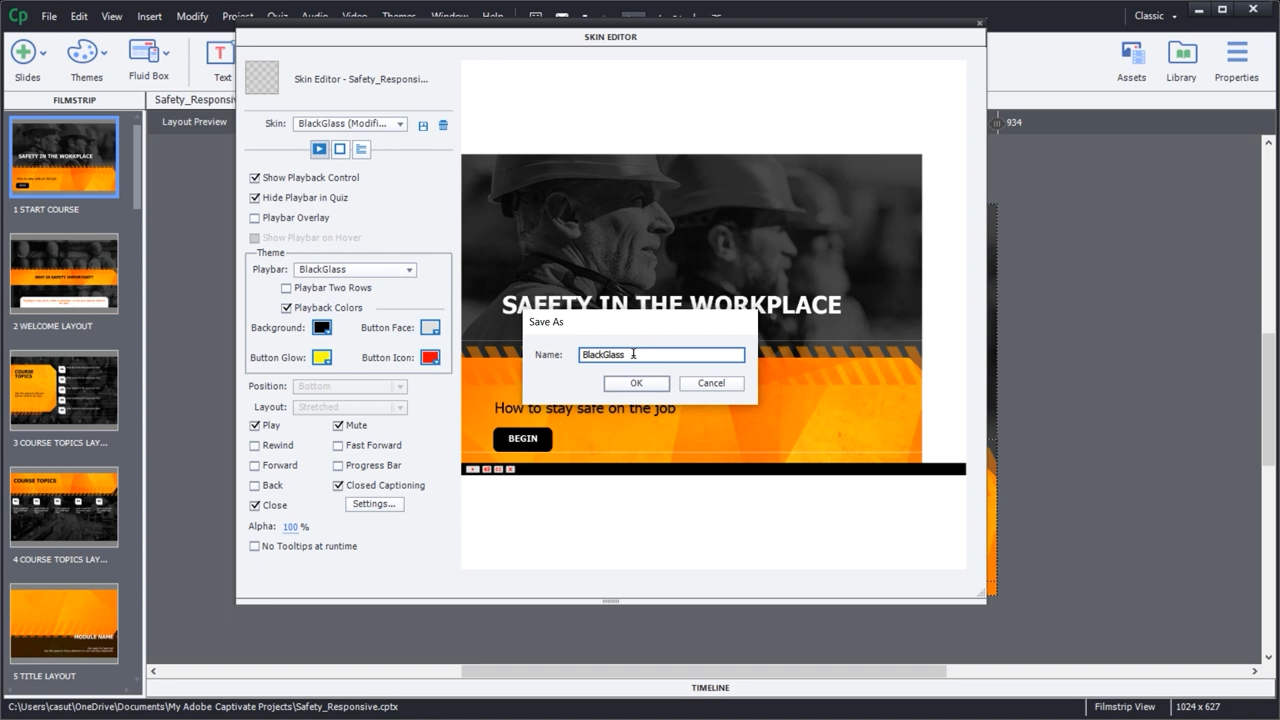 Cp File Edit View Insert Modify Project Quiz Audio Video Themes Window Help
Classic
Slides Themes Fluid Box Text
Assets Library Properties
SKIN EDITOR
FILMSTRIP
Safety_Responsiv
Layout Preview
934
Skin Editor - Safety_Responsi...
Skin: BlackGlass (Modifi...
Show Playback Control
Hide Playbar in Quiz
Playbar Overlay
Show Playbar on Hover
Theme
Playbar: BlackGlass
Playbar Two Rows
Playback Colors
Background: Button Face:
Button Glow: Button Icon:
Position: Bottom
Layout: Stretched
Play Mute
Rewind Fast Forward
Forward Progress Bar
Back Closed Captioning
Close Settings...
Alpha: 100 %
No Tooltips at runtime
SAFETY IN THE WORKPLACE
Save As
Name: BlackGlass
OK Cancel
How to stay safe on the job
BEGIN
SAFETY IN THE WORKPLACE
How to stay safe on the job
1 START COURSE
WHY IS SAFETY IMPORTANT?
2 WELCOME LAYOUT
COURSE
TOPICS
3 COURSE TOPICS LAY...
COURSE TOPICS
4 COURSE TOPICS LAY...
MODULE NAME
5 TITLE LAYOUT
TIMELINE
C:\Users\casut\OneDrive\Documents\My Adobe Captivate Projects\Safety_Responsive.cptx
Filmstrip View 1024 x 627